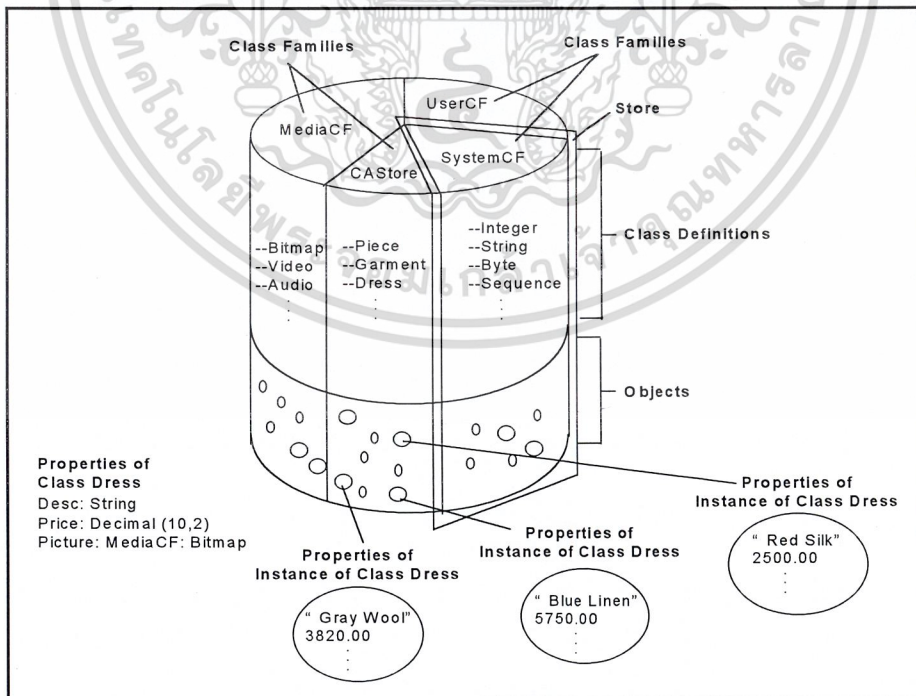 Class Families
Class Families
UserCF
Store
MediaCF
SystemCF
CAStore
--Bitmap
--Video
--Audio
--Piece
--Garment
--Dress
--Integer
--String
--Byte
--Sequence
Class Definitions
Objects
Properties of
Class Dress
Desc: String
Price: Decimal (10,2)
Picture: MediaCF: Bitmap
Properties of
Instance of Class Dress
" Gray Wool"
3820.00
Properties of
Instance of Class Dress
" Blue Linen"
5750.00
Properties of
Instance of Class Dress
" Red Silk"
2500.00